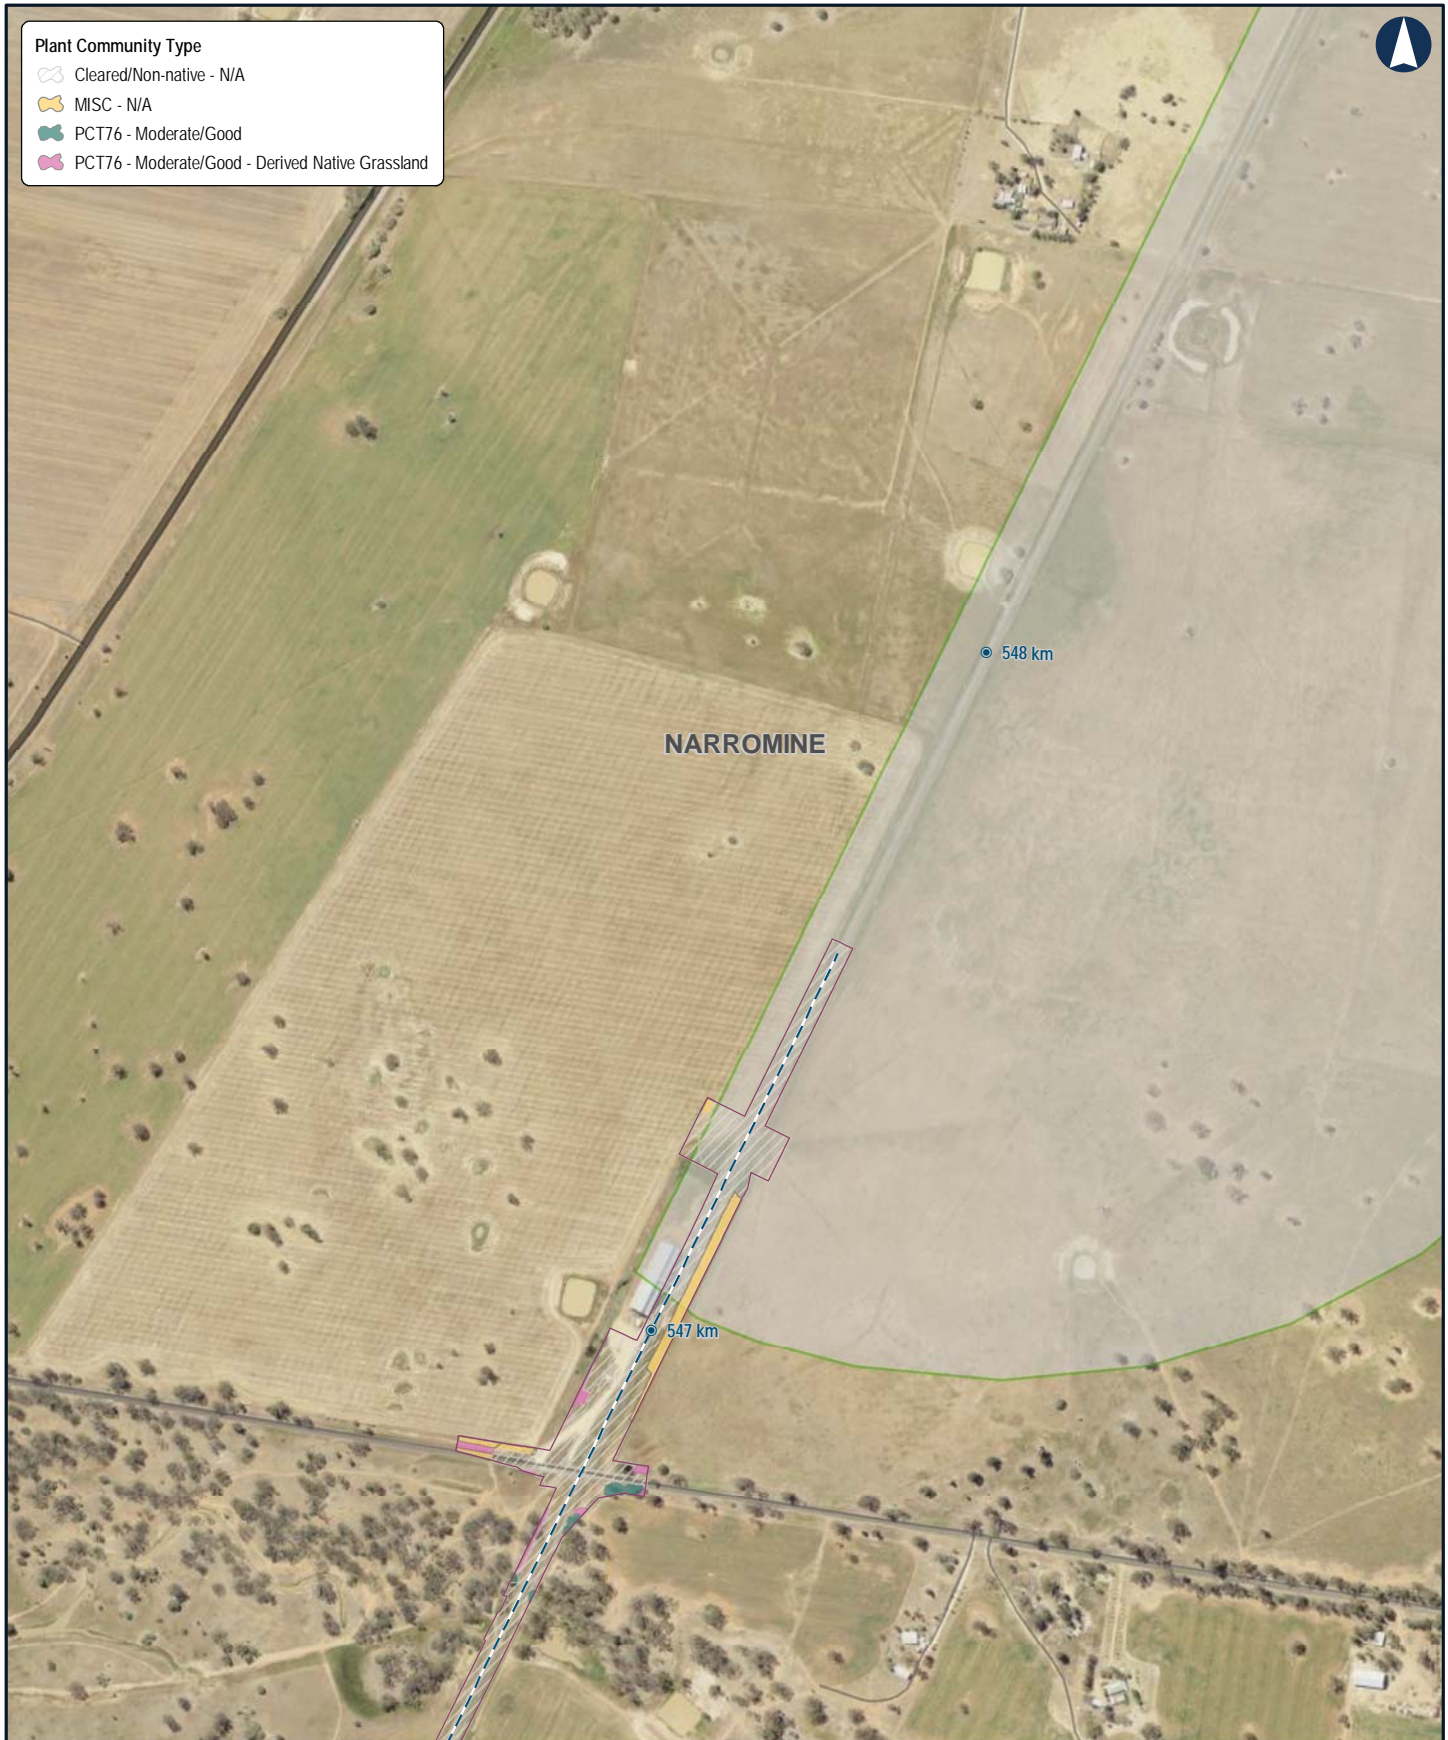 Plant Community Type
Cleared/Non-native - N/A
MISC - N/A
PCT76 - Moderate/Good
PCT76 - Moderate/Good - Derived Native Grassland
548 km
NARROMINE
547 km